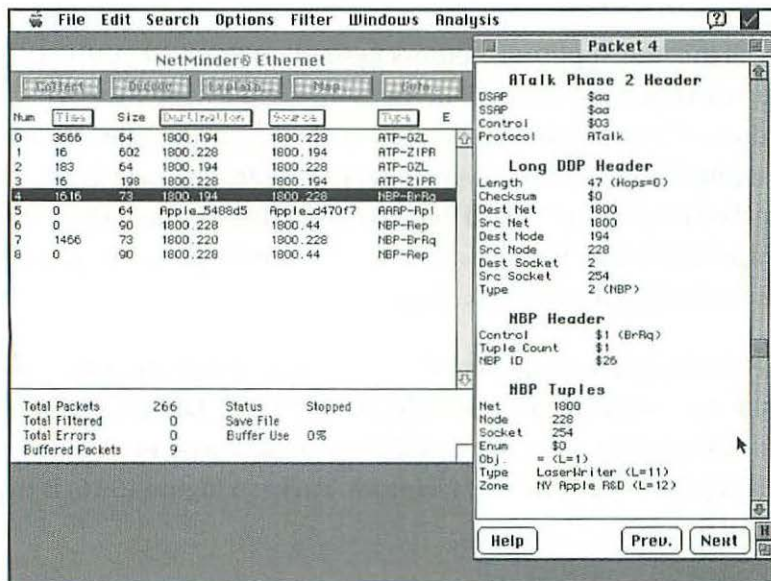 File Edit Search Options Filter Windows Analysis
NetMinder® Ethernet
Collect Decode Explain Map Goto
Num Time Size Destination Source Type E
0 3666 64 1800.194 1800.228 ATP-GZL
1 16 602 1800.228 1800.194 ATP-ZIPR
2 183 64 1800.194 1800.228 ATP-GZL
3 16 198 1800.228 1800.194 ATP-ZIPR
4 1616 73 1800.194 1800.228 NBP-BrRq
5 0 64 Apple_5488d5 Apple_d470f7 AARP-Rpl
6 0 90 1800.228 1800.44 NBP-Rep
7 1466 73 1800.220 1800.228 NBP-BrRq
8 0 90 1800.228 1800.44 NBP-Rep
Total Packets 266 Status Stopped
Total Filtered 0 Save File
Total Errors 0 Buffer Use 0%
Buffered Packets 9
Packet 4
ATalk Phase 2 Header
DSAP $aa
SSAP $aa
Control $03
Protocol ATalk
Long DDP Header
Length 47 (Hops=0)
Checksum $0
Dest Net 1800
Src Net 1800
Dest Node 194
Src Node 228
Dest Socket 2
Src Socket 254
Type 2 (NBP)
NBP Header
Control $1 (BrRq)
Tuple Count $1
NBP ID $26
NBP Tuples
Net 1800
Node 228
Socket 254
Enum $0
Obj. = (L=1)
Type LaserWriter (L=11)
Zone NY Apple R&D (L=12)
Help Prev. Next
H